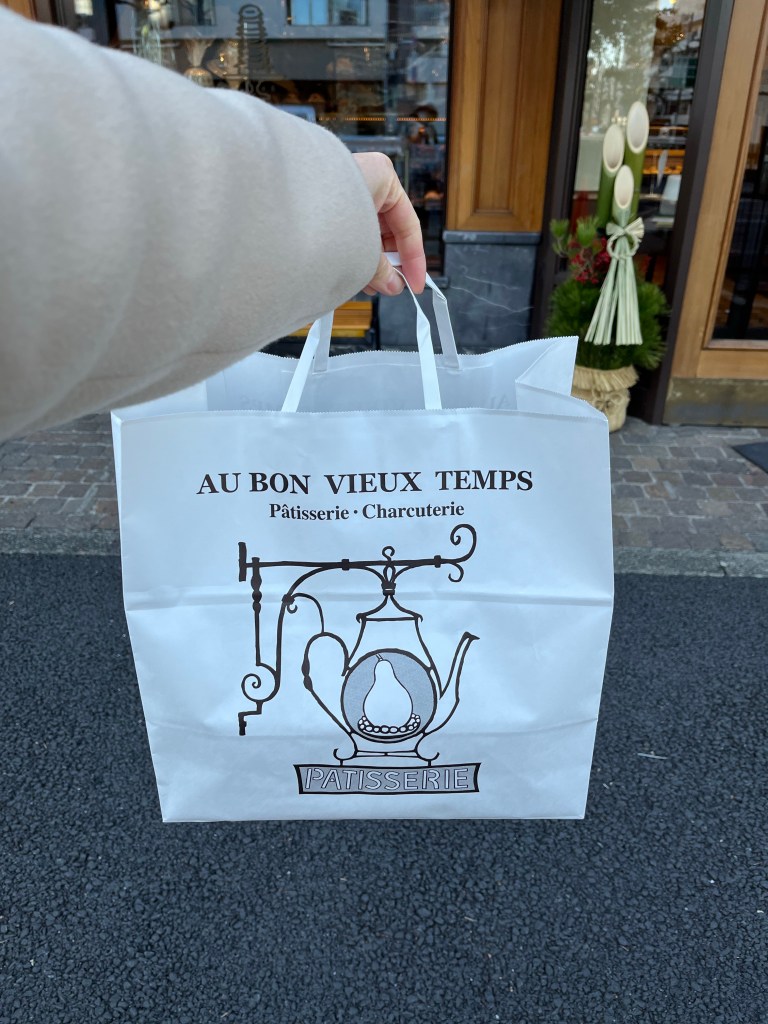 AU BON VIEUX TEMPS
Pâtisserie · Charcuterie
PATISSERIE